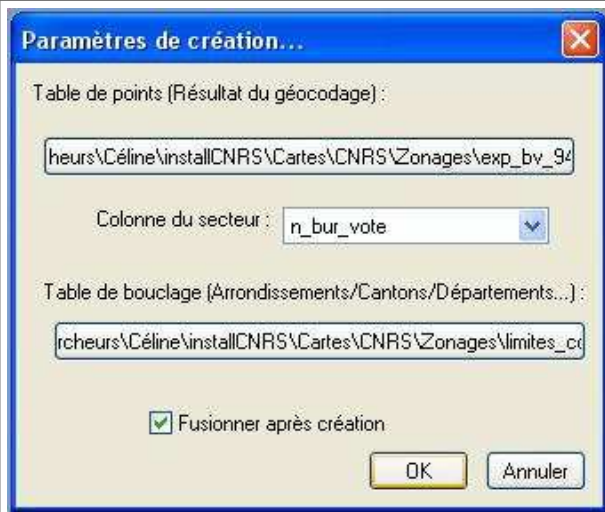 Paramètres de création...
Table de points (Résultat du géocodage) :
heurs\Céline\installCNRS\Cartes\CNRS\Zonages\exp_bv_94
Colonne du secteur : n_bur_vote
Table de bouclage (Arrondissements/Cantons/Départements...) :
rcheurs\Céline\installCNRS\Cartes\CNRS\Zonages\limites_cc
Fusionner après création
OK Annuler